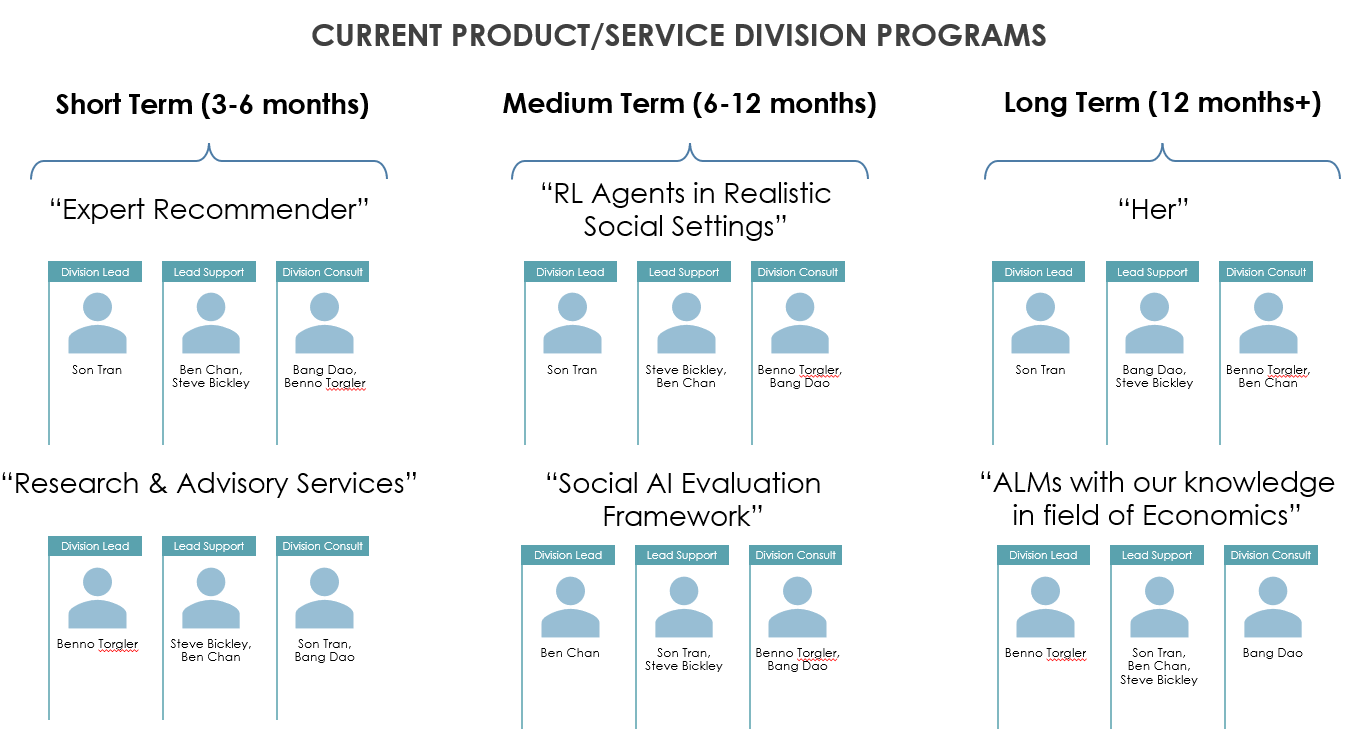 CURRENT PRODUCT/SERVICE DIVISION PROGRAMS
Short Term (3-6 months)
“Expert Recommender”
Division Lead
Son Tran
Lead Support
Ben Chan,
Steve Bickley
Division Consult
Bang Dao,
Benno Torgler
“Research & Advisory Services”
Division Lead
Benno Torgler
Lead Support
Steve Bickley,
Ben Chan
Division Consult
Son Tran,
Bang Dao
Medium Term (6-12 months)
“RL Agents in Realistic
Social Settings”
Division Lead
Son Tran
Lead Support
Steve Bickley,
Ben Chan
Division Consult
Benno Torgler,
Bang Dao
“Social AI Evaluation
Framework”
Division Lead
Ben Chan
Lead Support
Son Tran,
Steve Bickley
Division Consult
Benno Torgler,
Bang Dao
Long Term (12 months+)
“Her”
Division Lead
Son Tran
Lead Support
Bang Dao,
Steve Bickley
Division Consult
Benno Torgler,
Ben Chan
“ALMs with our knowledge
in field of Economics”
Division Lead
Benno Torgler
Lead Support
Son Tran,
Ben Chan,
Steve Bickley
Division Consult
Bang Dao